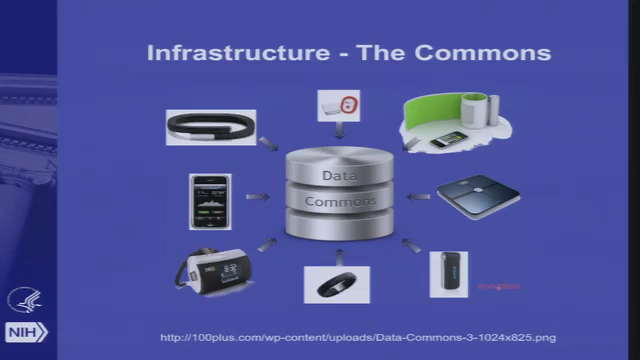 Infrastructure - The Commons
Data
Commons
NIH
http://100plus.com/wp-content/uploads/Data-Commons-3-1024x825.png